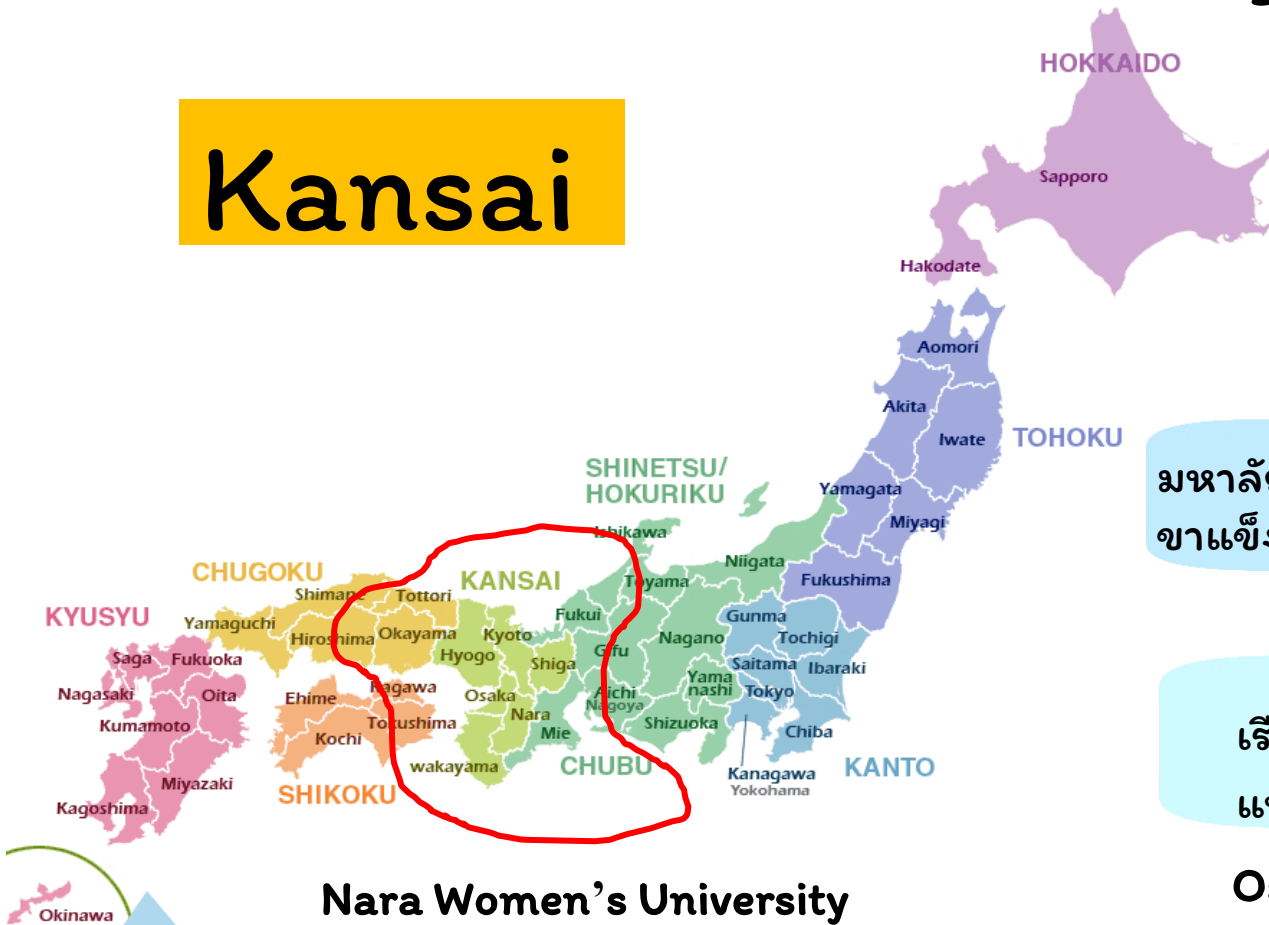 HOKKAIDO
Kansai
Sapporo
Hakodate
Aomori
Akita
Iwate
TOHOKU
SHINETSU/
HOKURIKU
Yamagata
Miyagi
Ishikawa
Niigata
CHUGOKU
KANSAI
Toyama
Fukushima
Shimane
Tottori
KYUSYU
Yamaguchi
Fukui
Gunma
Hiroshima
Okayama
Kyoto
Nagano
Tochigi
Saga
Fukuoka
Hyogo
Shiga
Gifu
Saitama
Ibaraki
Nagasaki
Oita
Ehime
Kagawa
Osaka
Aichi
Nagoya
Yama
nashi
Tokyo
Kumamoto
Kochi
Tokushima
Nara
Mie
Shizuoka
Chiba
wakayama
CHUBU
KANTO
Kanagawa
Yokohama
Miyazaki
SHIKOKU
Kagoshima
Nara Women's University
Okinawa